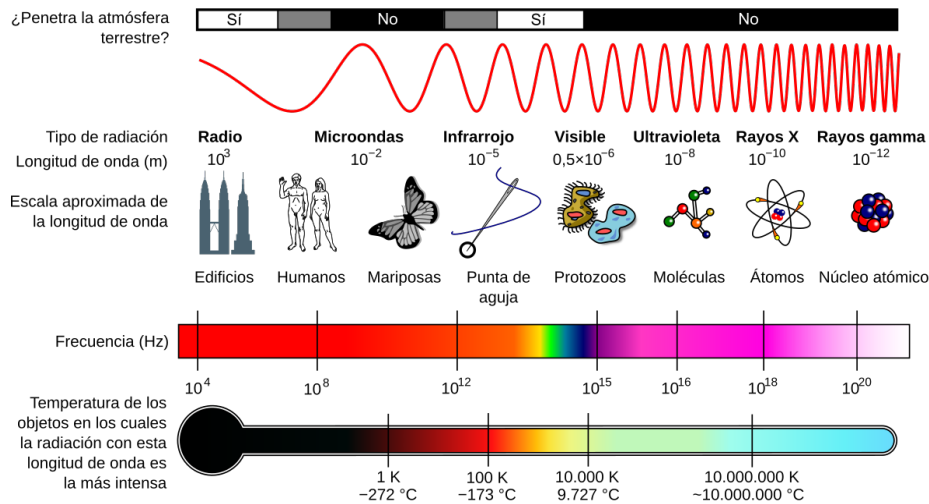 ¿Penetra la atmósfera
terrestre?
Sí No Sí No
Tipo de radiación Radio Microondas Infrarrojo Visible Ultravioleta Rayos X Rayos gamma
Longitud de onda (m) 10³ 10⁻² 10⁻⁵ 0,5×10⁻⁶ 10⁻⁸ 10⁻¹⁰ 10⁻¹²
Escala aproximada de
la longitud de onda
Edificios Humanos Mariposas Punta de Protozoos Moléculas Átomos Núcleo atómico
aguja
Frecuencia (Hz)
10⁴ 10⁸ 10¹² 10¹⁵ 10¹⁶ 10¹⁸ 10²⁰
Temperatura de los
objetos en los cuales
la radiación con esta
longitud de onda es
la más intensa
1 K 100 K 10.000 K 10.000.000 K
−272 °C −173 °C 9.727 °C ~10.000.000 °C